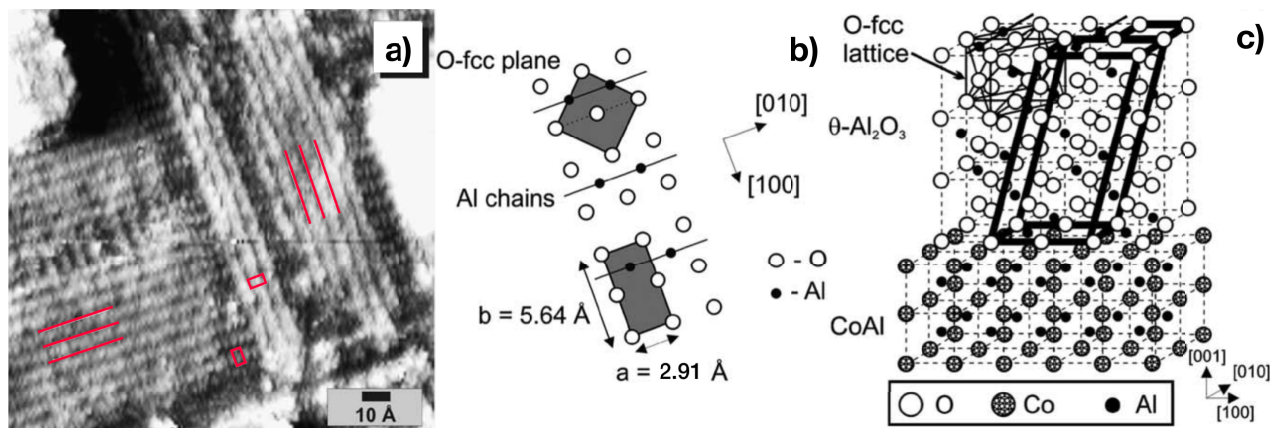 a)
10 Å
O-fcc plane
Al chains
b = 5.64 Å
a = 2.91 Å
b)
[010]
[100]
- O
- Al
O-fcc
lattice
c)
θ-Al₂O₃
CoAl
[001]
[010]
[100]
O Co Al